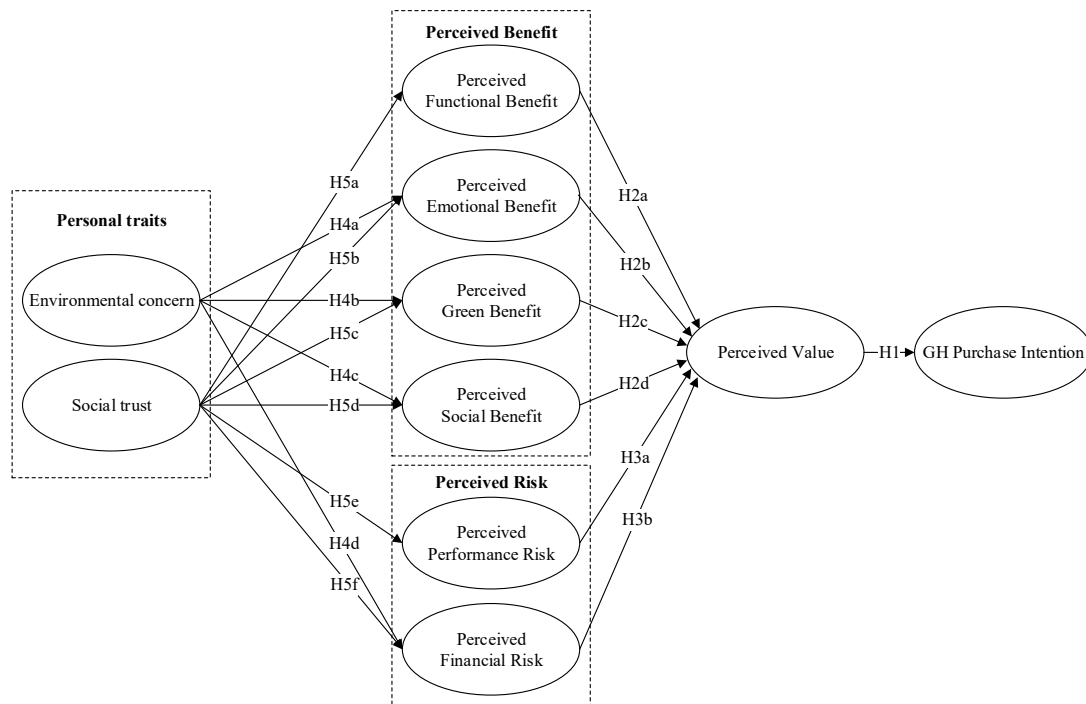 Perceived Benefit
Perceived
Functional Benefit
H5a
H2a
Perceived
Emotional Benefit
Personal traits
H4a
H5b
H2b
Environmental concern
H4b
Perceived
Green Benefit
H5c
H2c
Perceived Value
H1
GH Purchase Intention
H4c
H2d
Social trust
H5d
Perceived
Social Benefit
H3a
Perceived Risk
H5e
Perceived
Performance Risk
H3b
H4d
H5f
Perceived
Financial Risk